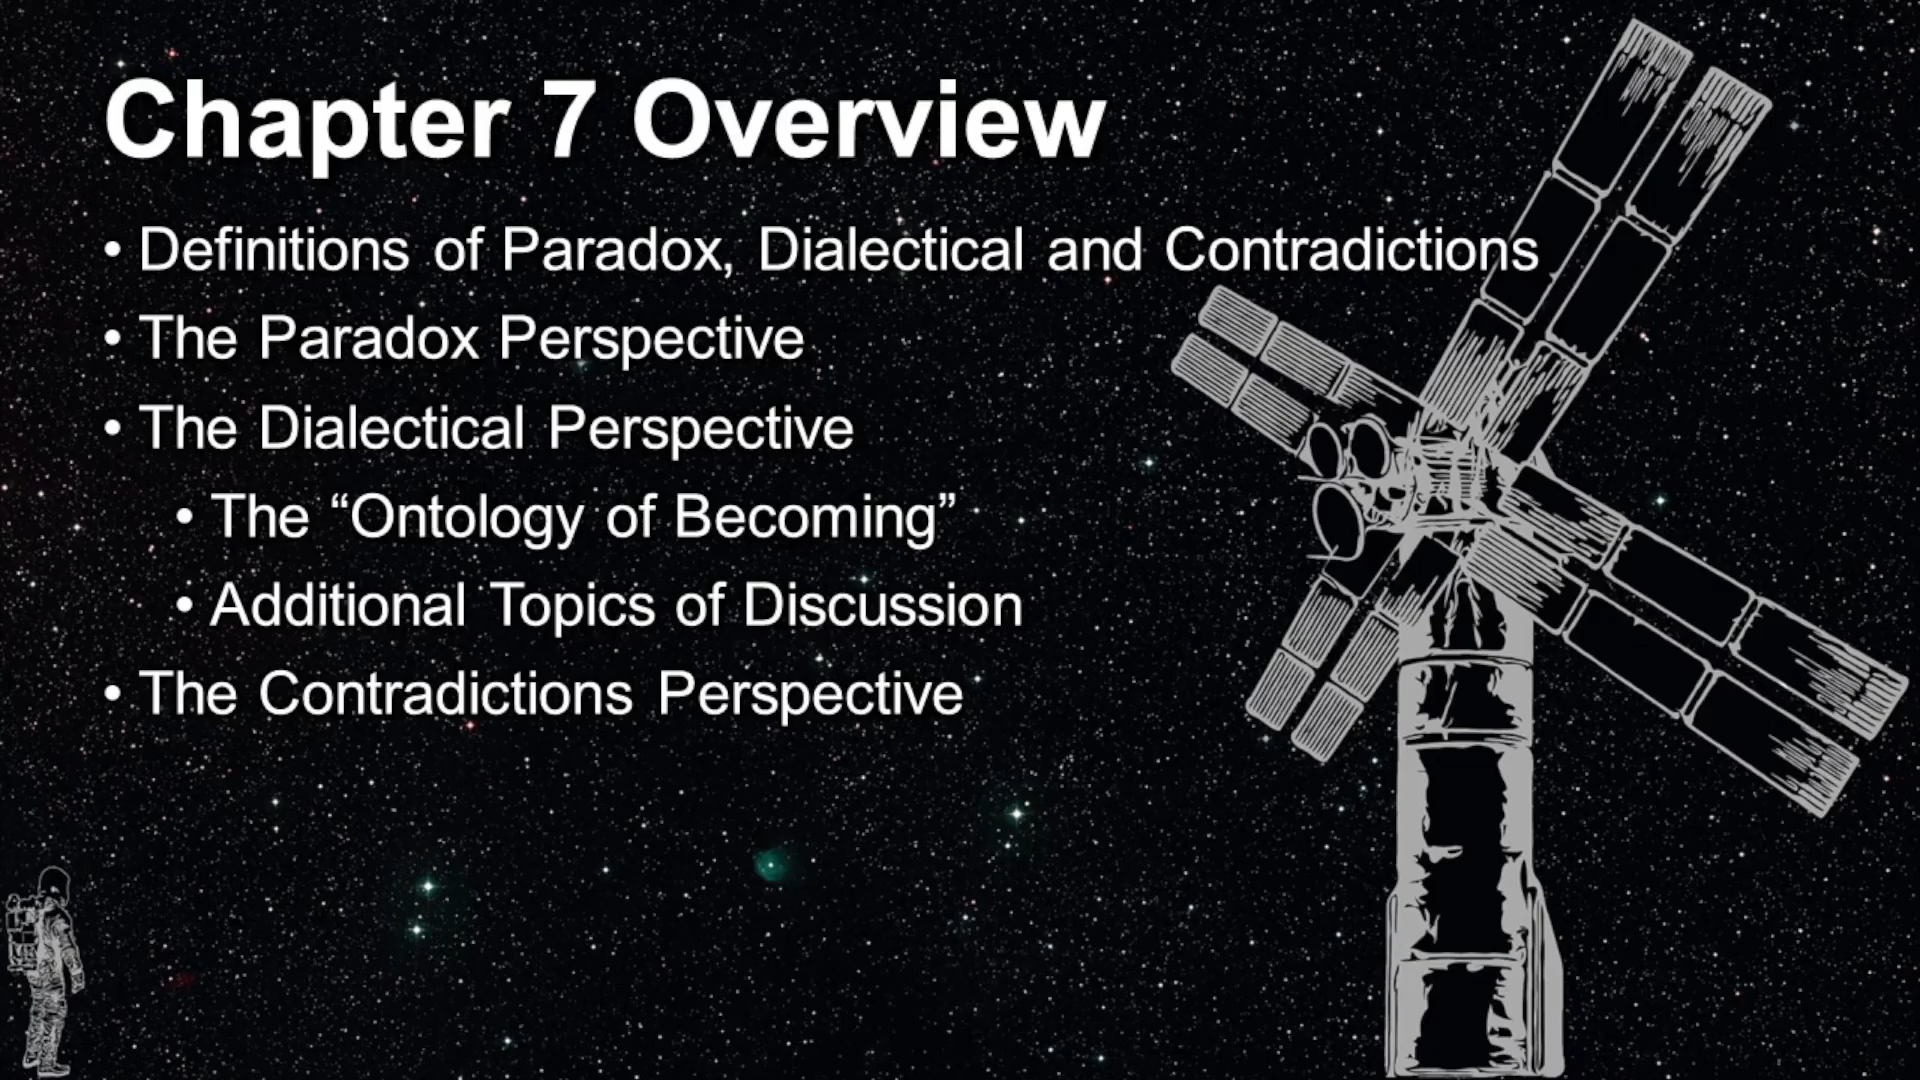 Chapter 7 Overview
• Definitions of Paradox, Dialectical and Contradictions
• The Paradox Perspective
• The Dialectical Perspective
• The “Ontology of Becoming”
• Additional Topics of Discussion
• The Contradictions Perspective